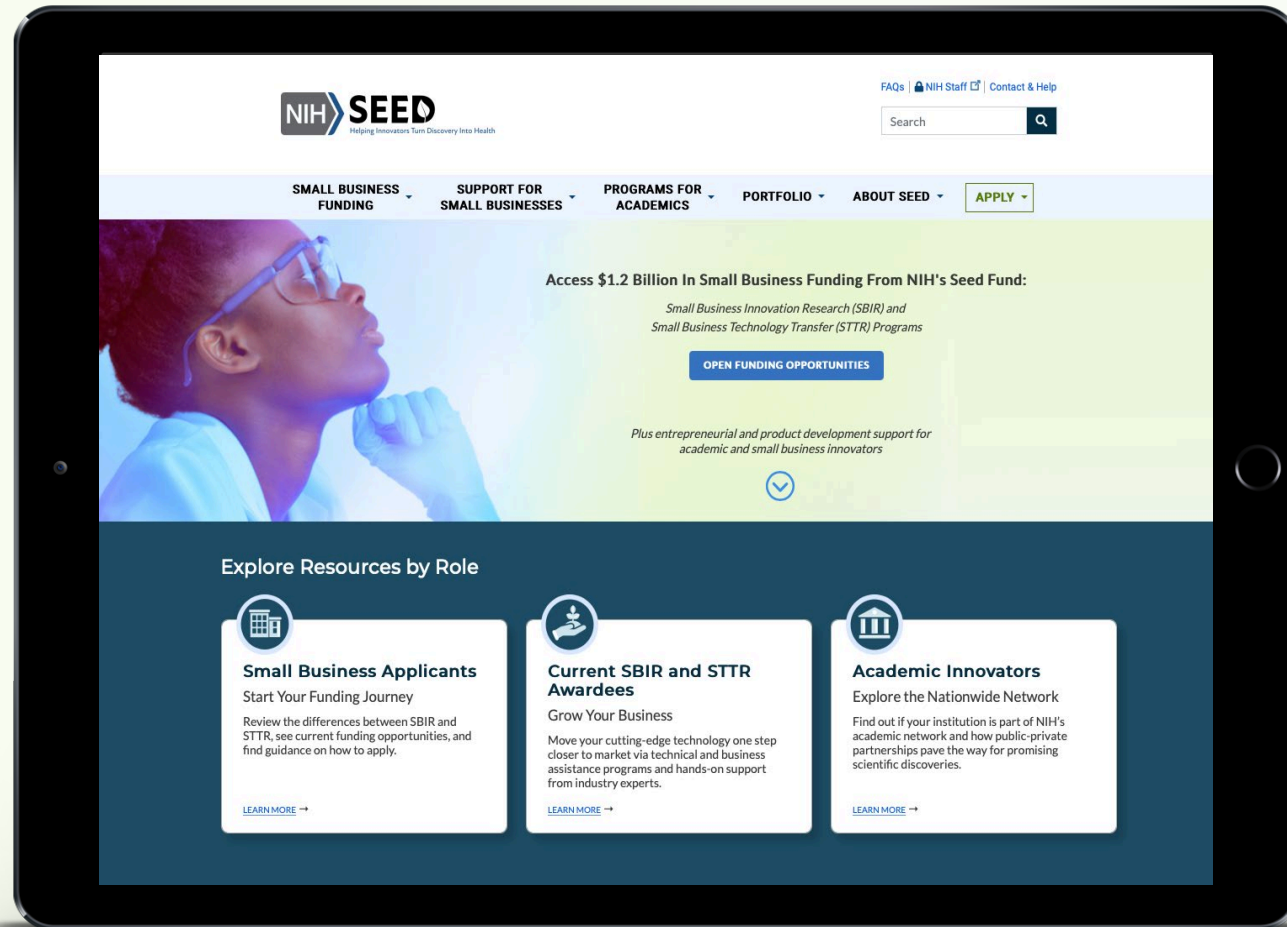 FAQs | NIH Staff | Contact & Help
NIH SEED
Helping Innovators Turn Discovery Into Health
Search
SMALL BUSINESS
FUNDING
SUPPORT FOR
SMALL BUSINESSES
PROGRAMS FOR
ACADEMICS
PORTFOLIO
ABOUT SEED
APPLY
Access $1.2 Billion In Small Business Funding From NIH's Seed Fund:
Small Business Innovation Research (SBIR) and
Small Business Technology Transfer (STTR) Programs
OPEN FUNDING OPPORTUNITIES
Plus entrepreneurial and product development support for
academic and small business innovators
Explore Resources by Role
Small Business Applicants
Start Your Funding Journey
Review the differences between SBIR and
STTR, see current funding opportunities, and
find guidance on how to apply.
LEARN MORE →
Current SBIR and STTR
Awardees
Grow Your Business
Move your cutting-edge technology one step
closer to market via technical and business
assistance programs and hands-on support
from industry experts.
LEARN MORE →
Academic Innovators
Explore the Nationwide Network
Find out if your institution is part of NIH's
academic network and how public-private
partnerships pave the way for promising
scientific discoveries.
LEARN MORE →